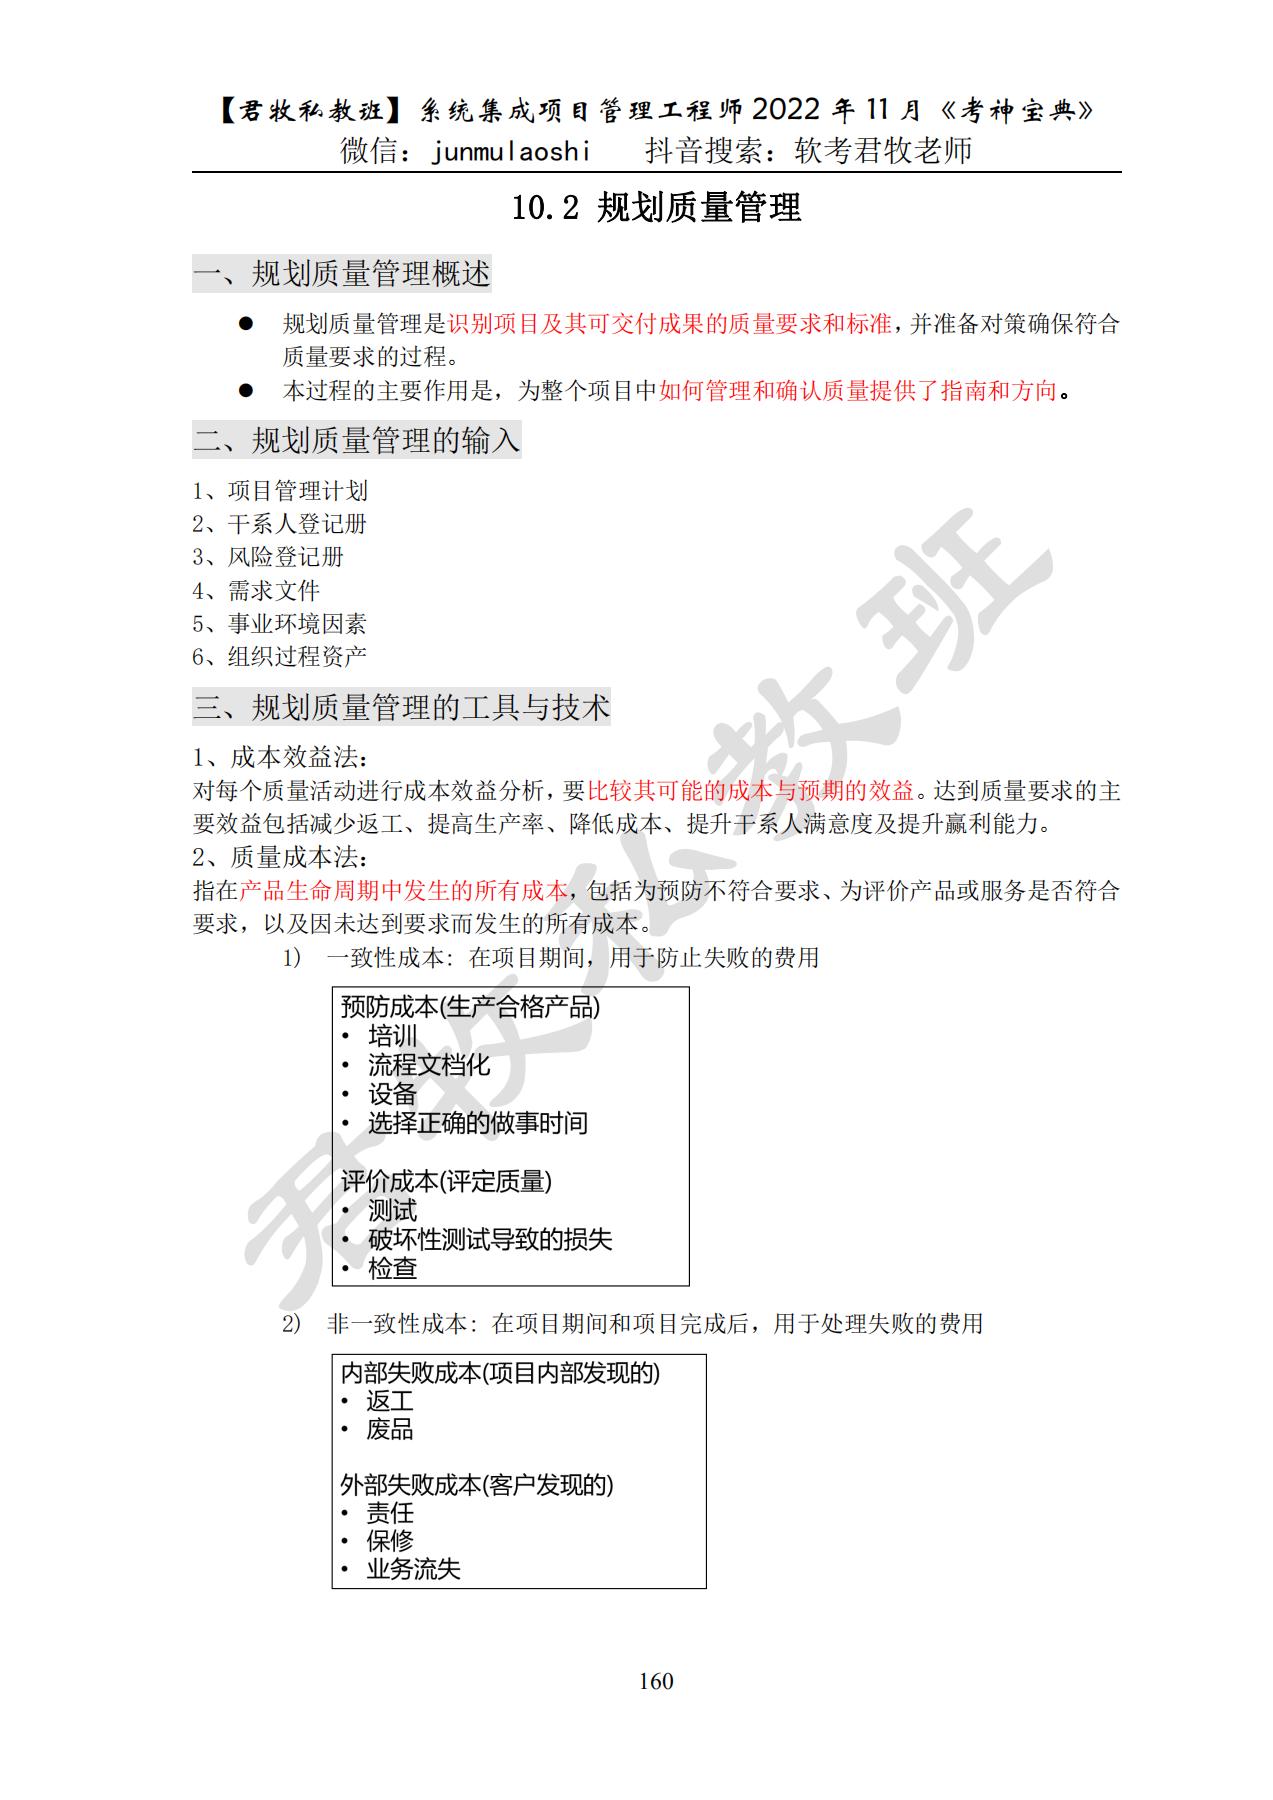 【君牧私教班】系统集成项目管理工程师 2022 年 11 月《考神宝典》
微信：junmulaoshi 抖音搜索：软考君牧老师
10.2 规划质量管理
一、规划质量管理概述
● 规划质量管理是识别项目及其可交付成果的质量要求和标准，并准备对策确保符合
质量要求的过程。
● 本过程的主要作用是，为整个项目中如何管理和确认质量提供了指南和方向。
二、规划质量管理的输入
1、项目管理计划
2、干系人登记册
3、风险登记册
4、需求文件
5、事业环境因素
6、组织过程资产
三、规划质量管理的工具与技术
1、成本效益法：
对每个质量活动进行成本效益分析，要比较其可能的成本与预期的效益。达到质量要求的主
要效益包括减少返工、提高生产率、降低成本、提升干系人满意度及提升赢利能力。
2、质量成本法：
指在产品生命周期中发生的所有成本，包括为预防不符合要求、为评价产品或服务是否符合
要求，以及因未达到要求而发生的所有成本。
1) 一致性成本：在项目期间，用于防止失败的费用
预防成本(生产合格产品)
• 培训
• 流程文档化
• 设备
• 选择正确的做事时间
评价成本(评定质量)
• 测试
• 破坏性测试导致的损失
• 检查
2) 非一致性成本：在项目期间和项目完成后，用于处理失败的费用
内部失败成本(项目内部发现的)
• 返工
• 废品
外部失败成本(客户发现的)
• 责任
• 保修
• 业务流失
君牧私教班
160